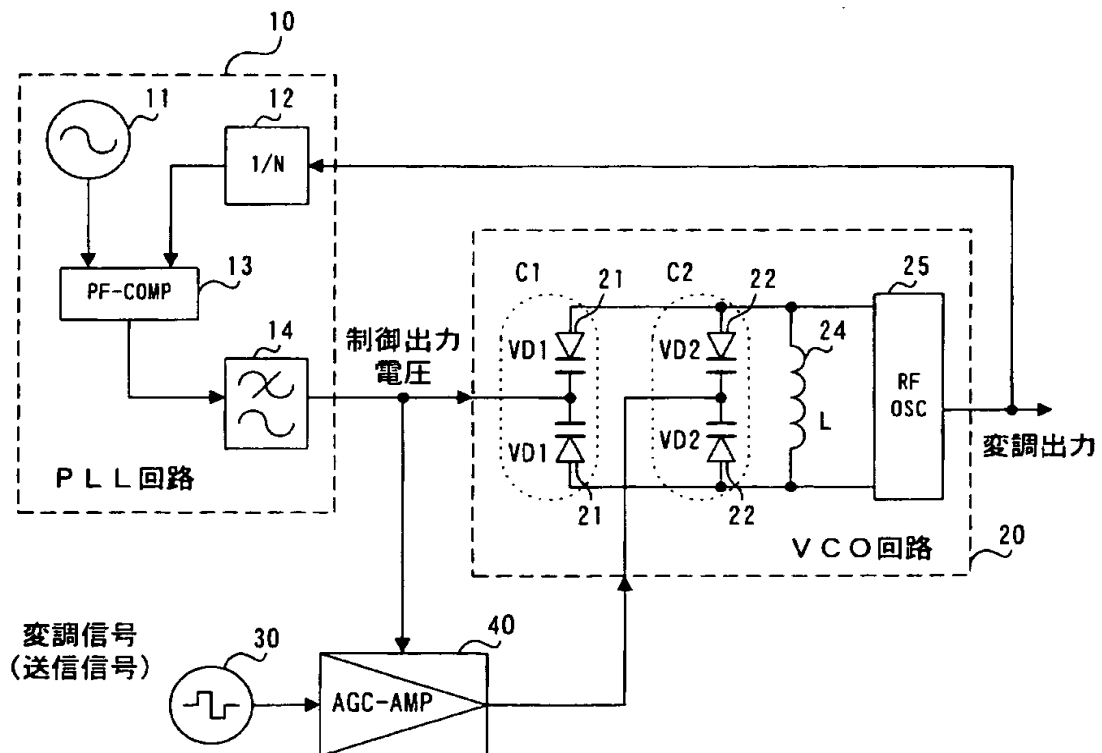 10
11
12
1/N
PF-COMP
13
14
制御出力
電圧
PLL回路
C1
21
C2
22
25
VD1
VD2
24
RF
OSC
L
VD1
VD2
21
22
変調出力
VCO回路
20
変調信号
(送信信号)
30
40
AGC-AMP